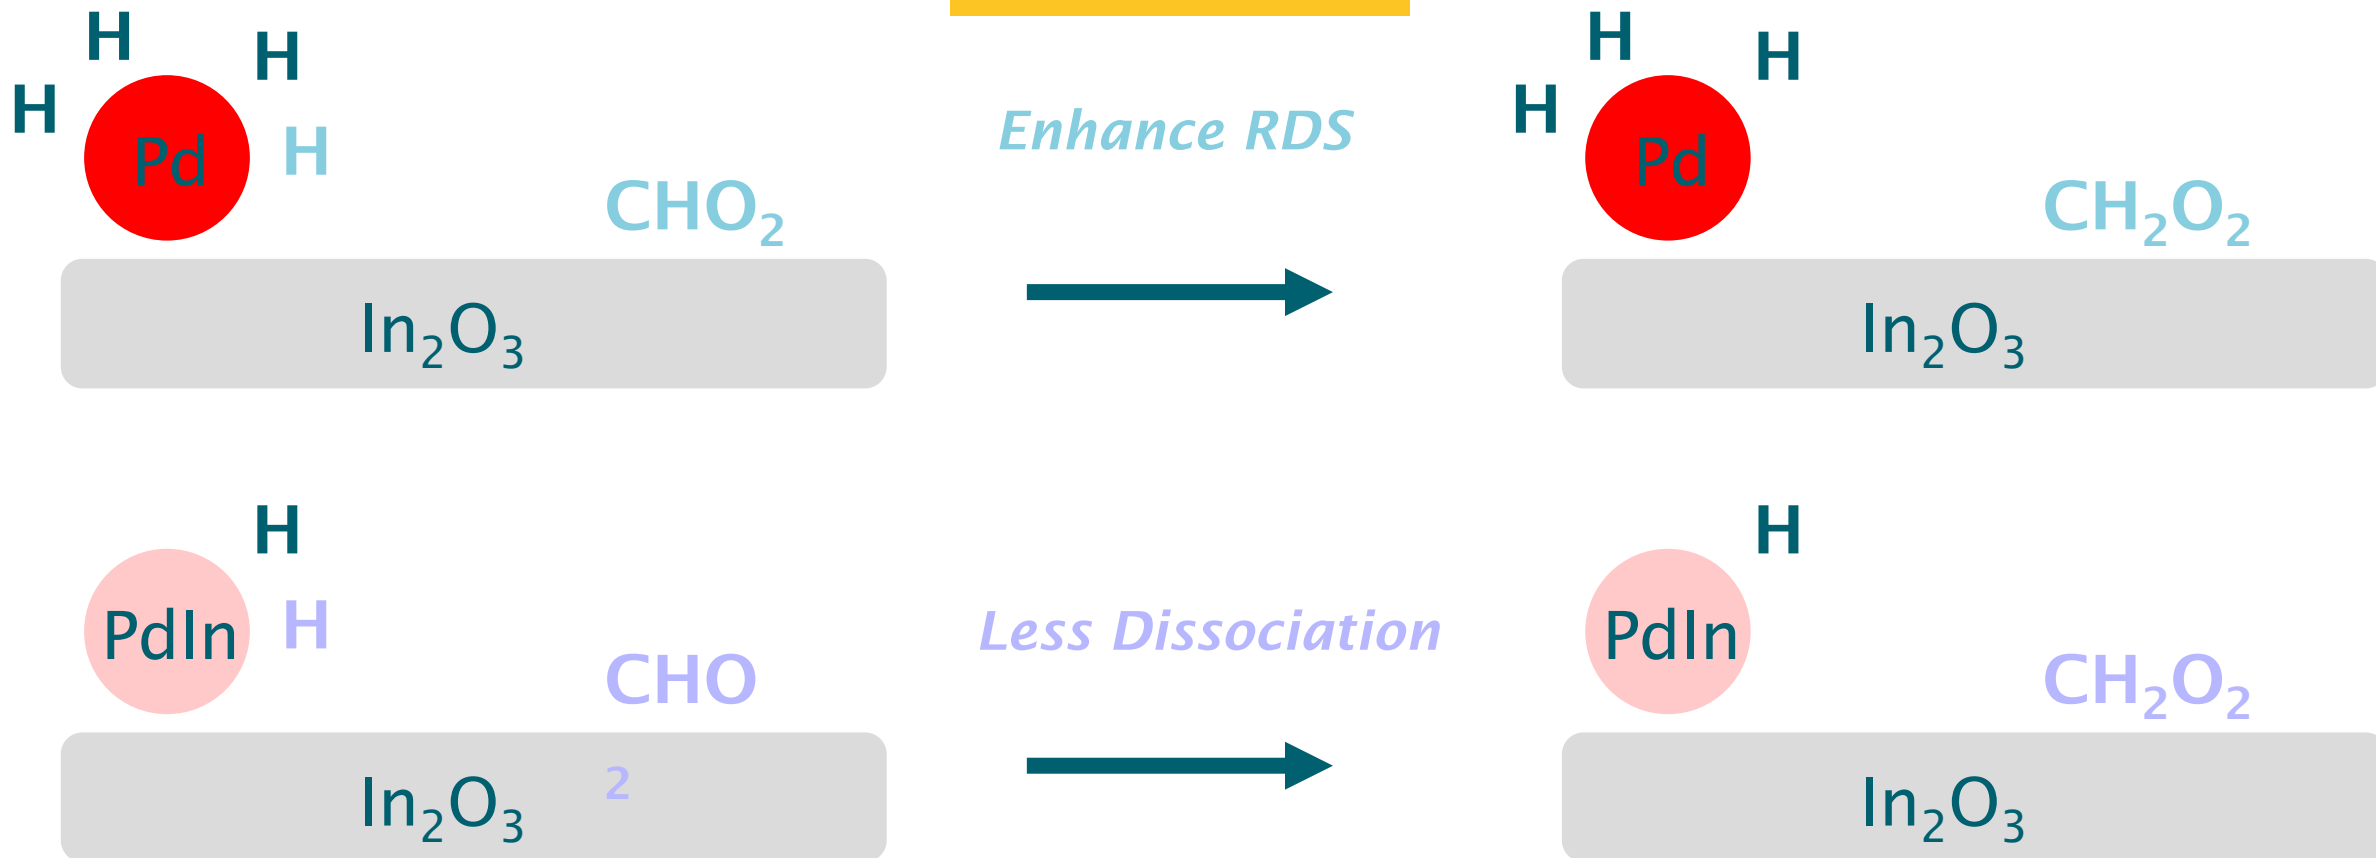 H
H
H
H
Pd
CHO₂
In₂O₃
Enhance RDS
H
H
H
Pd
CH₂O₂
In₂O₃
H
H
PdIn
CHO
₂
In₂O₃
Less Dissociation
H
PdIn
CH₂O₂
In₂O₃